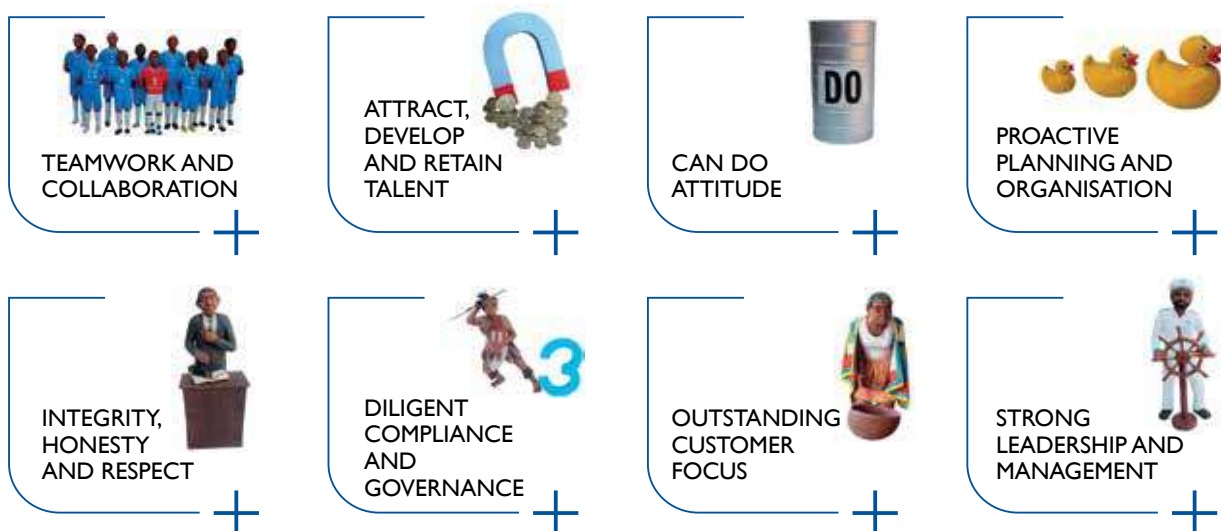 TEAMWORK AND
COLLABORATION
ATTRACT,
DEVELOP
AND RETAIN
TALENT
DO
CAN DO
ATTITUDE
PROACTIVE
PLANNING AND
ORGANISATION
INTEGRITY,
HONESTY
AND RESPECT
3
DILIGENT
COMPLIANCE
AND
GOVERNANCE
OUTSTANDING
CUSTOMER
FOCUS
STRONG
LEADERSHIP AND
MANAGEMENT